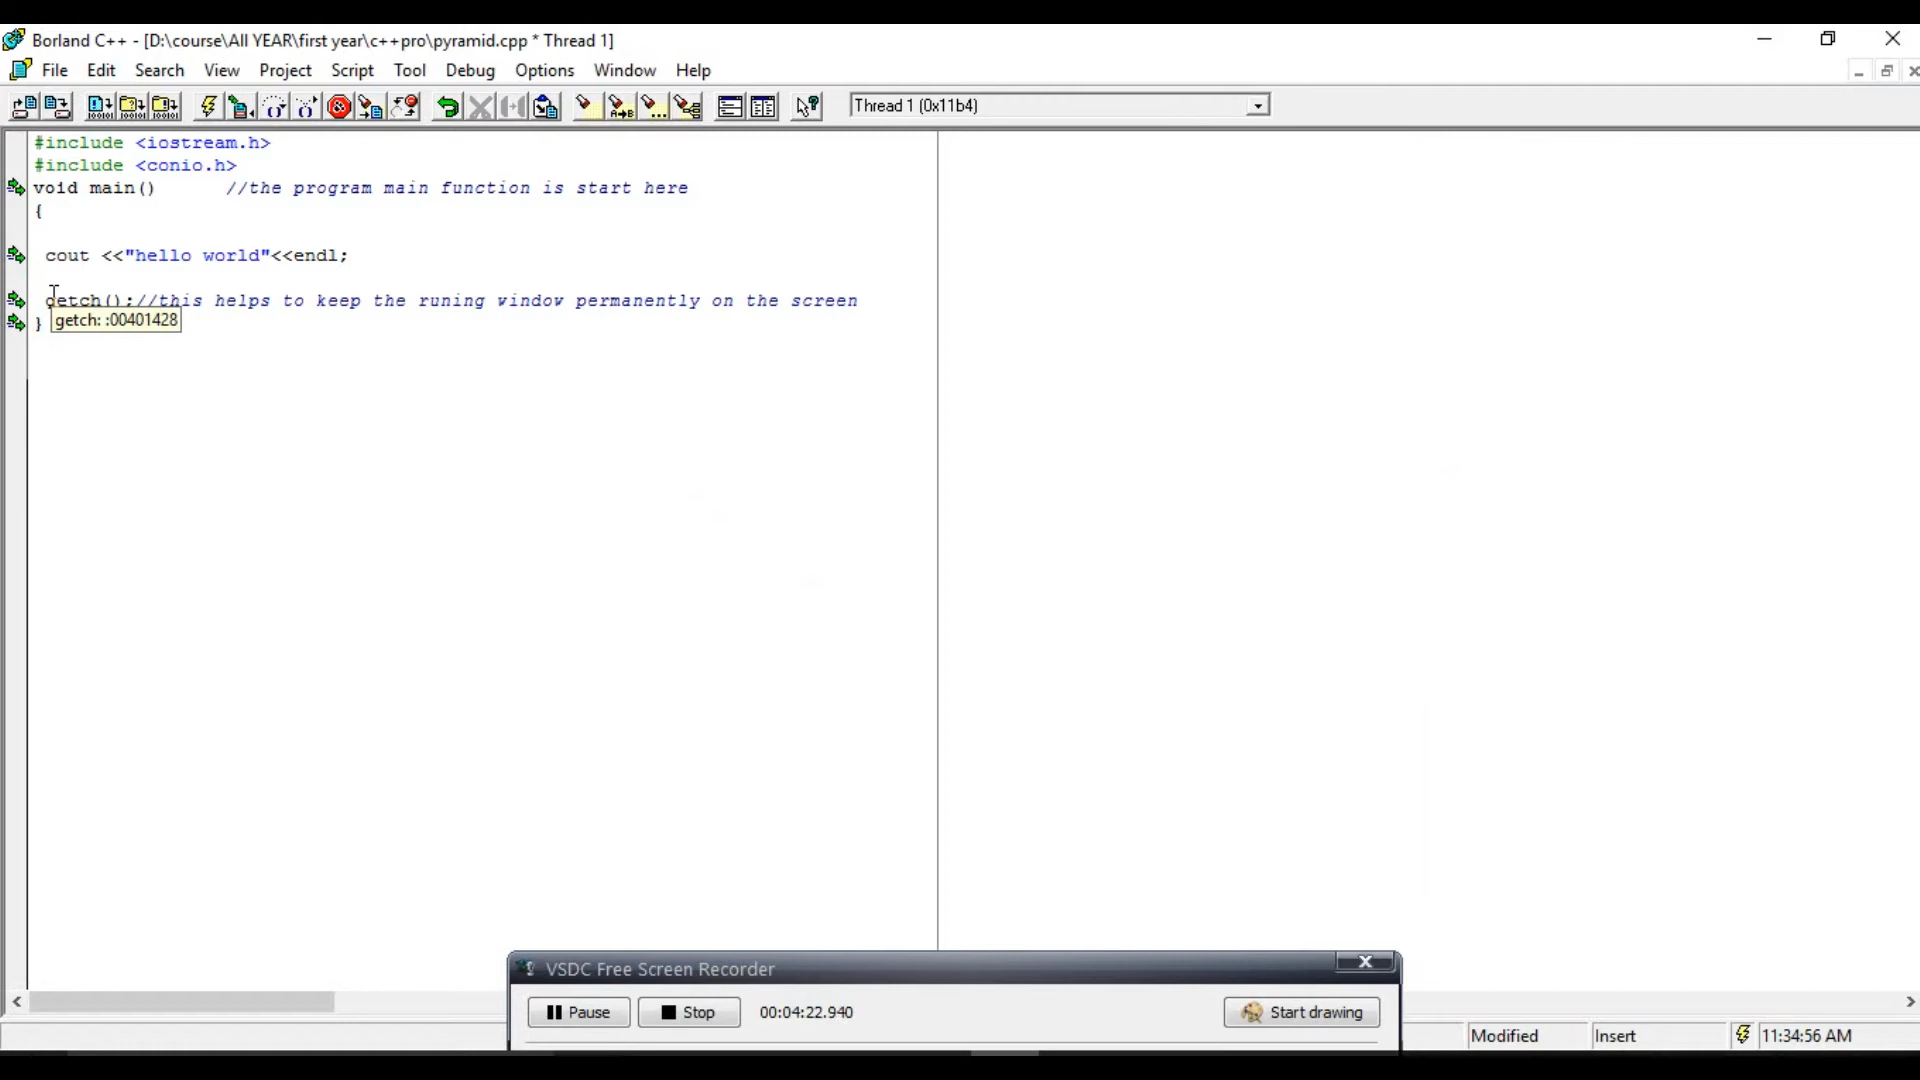 Borland C++ - [D:\course\All YEAR\first year\c++pro\pyramid.cpp * Thread 1]
File Edit Search View Project Script Tool Debug Options Window Help
Thread 1 (0x11b4)
#include <iostream.h>
#include <conio.h>
void main() //the program main function is start here
{
cout <<"hello world"<<endl;
getch();//this helps to keep the runing window permanently on the screen
}
getch: :00401428
VSDC Free Screen Recorder
Pause Stop 00:04:22.940 Start drawing
Modified Insert 11:34:56 AM